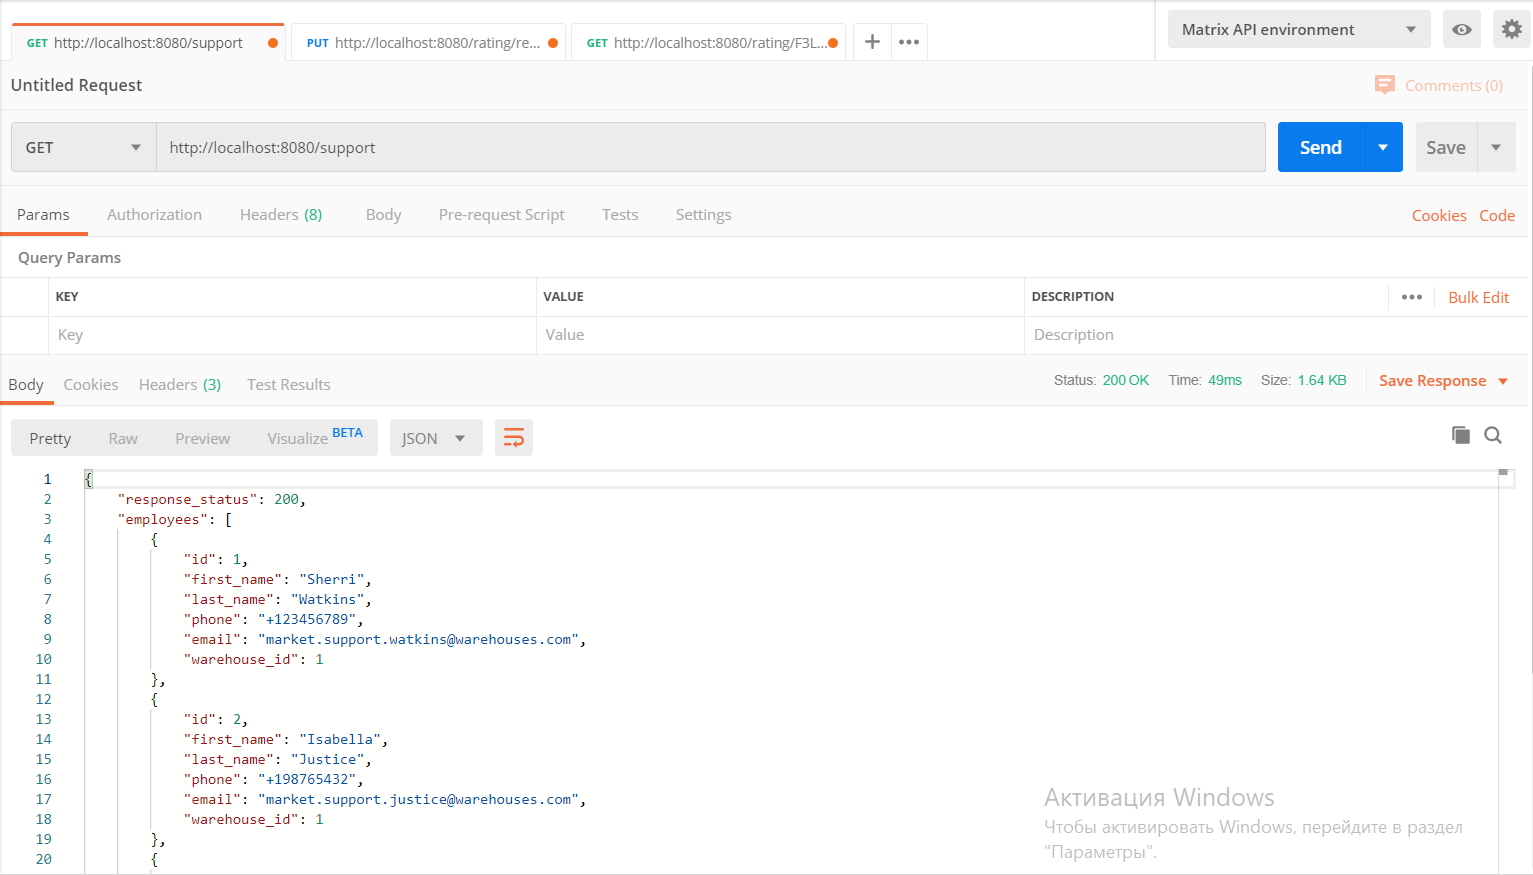 GET http://localhost:8080/support
PUT http://localhost:8080/rating/re...
GET http://localhost:8080/rating/F3L...
Matrix API environment
Untitled Request
Comments (0)
GET
http://localhost:8080/support
Send
Save
Params Authorization Headers (8) Body Pre-request Script Tests Settings Cookies Code
Query Params
KEY VALUE DESCRIPTION Bulk Edit
Key Value Description
Body Cookies Headers (3) Test Results Status: 200 OK Time: 49ms Size: 1.64 KB Save Response
Pretty Raw Preview Visualize BETA JSON
1 {
2 "response_status": 200,
3 "employees": [
4 {
5 "id": 1,
6 "first_name": "Sherri",
7 "last_name": "Watkins",
8 "phone": "+123456789",
9 "email": "market.support.watkins@warehouses.com",
10 "warehouse_id": 1
11 },
12 {
13 "id": 2,
14 "first_name": "Isabella",
15 "last_name": "Justice",
16 "phone": "+198765432",
17 "email": "market.support.justice@warehouses.com",
18 "warehouse_id": 1
19 },
20 {
Активация Windows
Чтобы активировать Windows, перейдите в раздел
"Параметры".